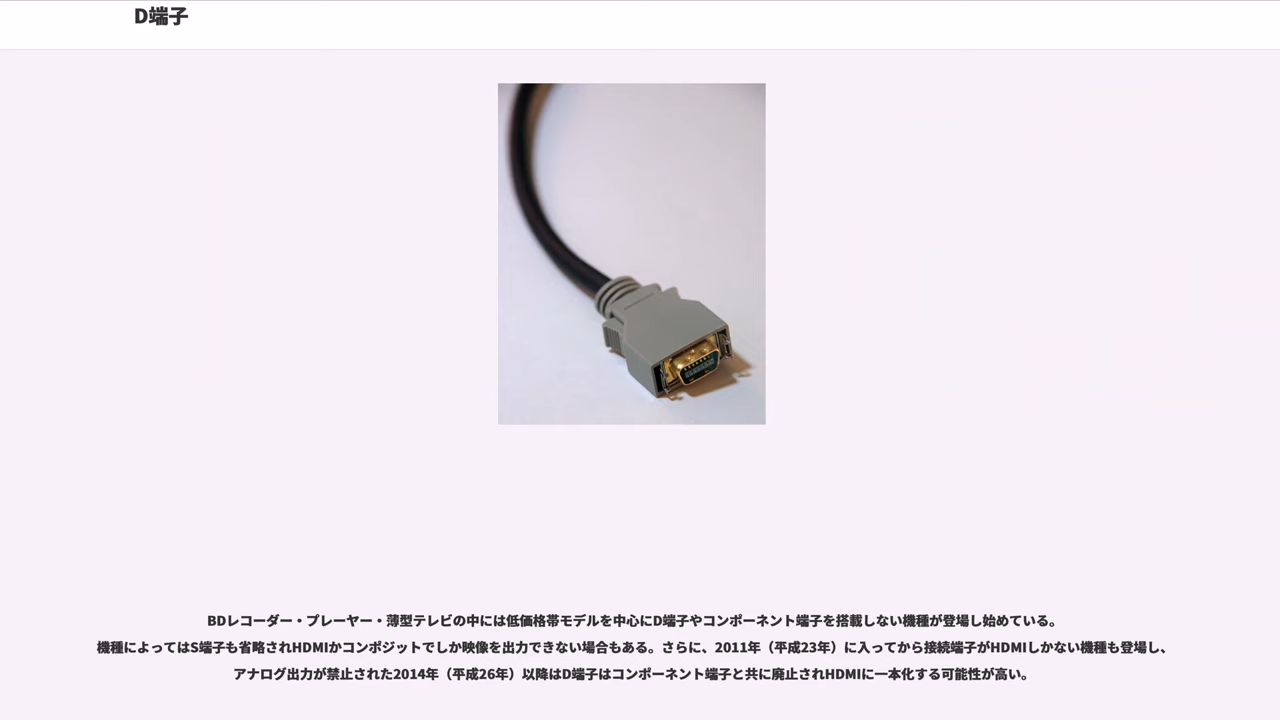 D端子
BDレコーダー・プレーヤー・薄型テレビの中には低価格帯モデルを中心にD端子やコンポーネント端子を搭載しない機種が登場し始めている。
機種によってはS端子も省略されHDMIかコンポジットでしか映像を出力できない場合もある。さらに、2011年（平成23年）に入ってから接続端子がHDMIしかない機種も登場し、
アナログ出力が禁止された2014年（平成26年）以降はD端子はコンポーネント端子と共に廃止されHDMIに一本化する可能性が高い。